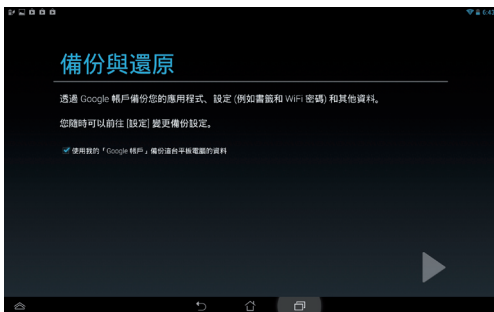 備份與還原
透過 Google 帳戶備份您的應用程式、設定 (例如書籤和 WiFi 密碼) 和其他資料。
您隨時可以前往 [設定] 變更備份設定。
使用我的「Google 帳戶」備份這台平板電腦的資料